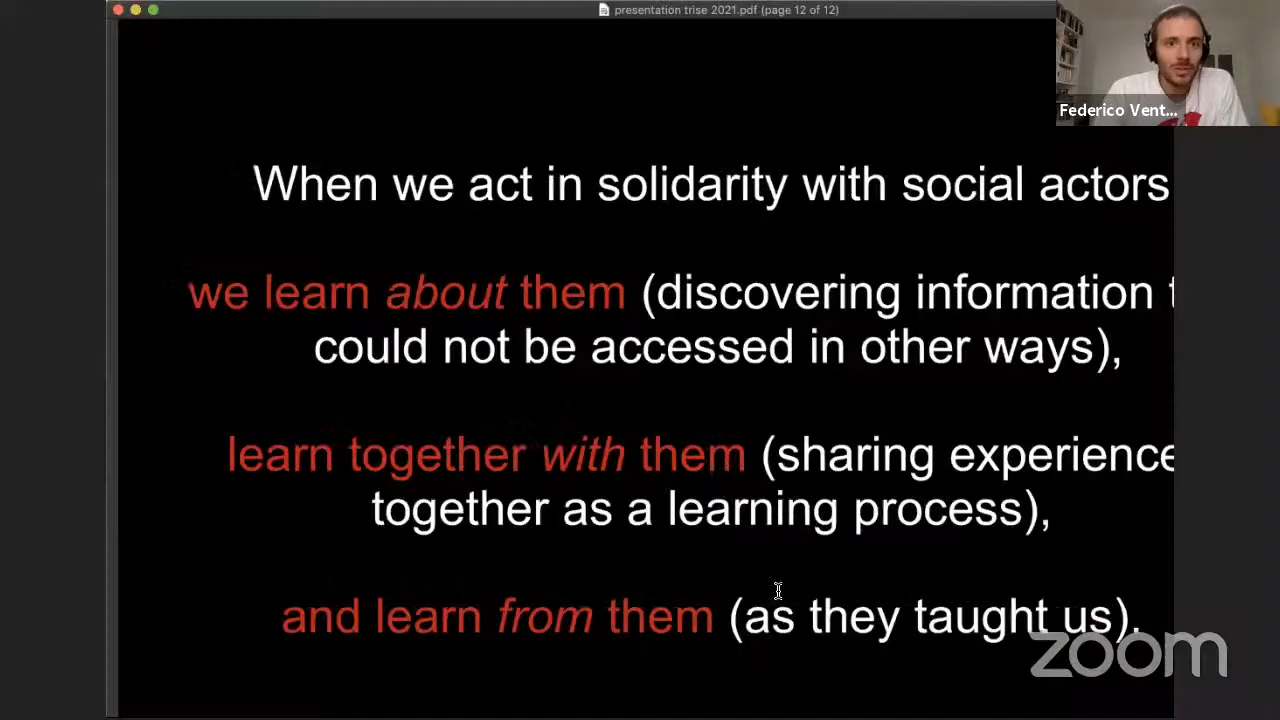 presentation trise 2021.pdf (page 12 of 12)
Federico Vent...
When we act in solidarity with social actors
we learn about them (discovering information
could not be accessed in other ways),
learn together with them (sharing experience
together as a learning process),
and learn from them (as they taught us).
zoom